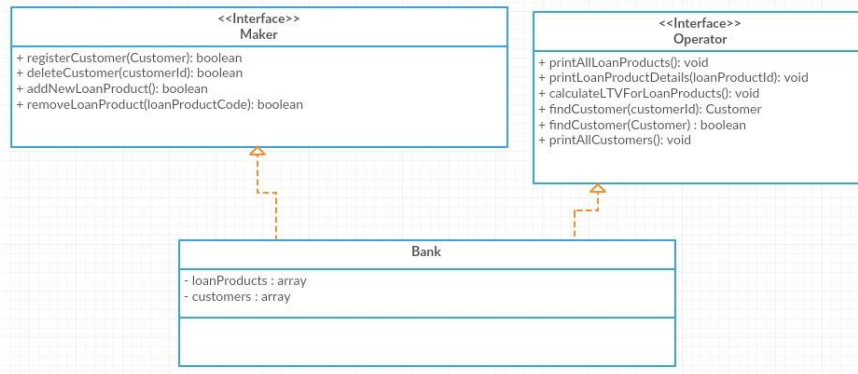 <<Interface>>
Maker
+ registerCustomer(Customer): boolean
+ deleteCustomer(customerId): boolean
+ addNewLoanProduct(): boolean
+ removeLoanProduct(loanProductCode): boolean
<<Interface>>
Operator
+ printAllLoanProducts(): void
+ printLoanProductDetails(loanProductId): void
+ calculateLTVForLoanProducts(): void
+ findCustomer(customerId): Customer
+ findCustomer(Customer) : boolean
+ printAllCustomers(): void
Bank
- loanProducts : array
- customers : array